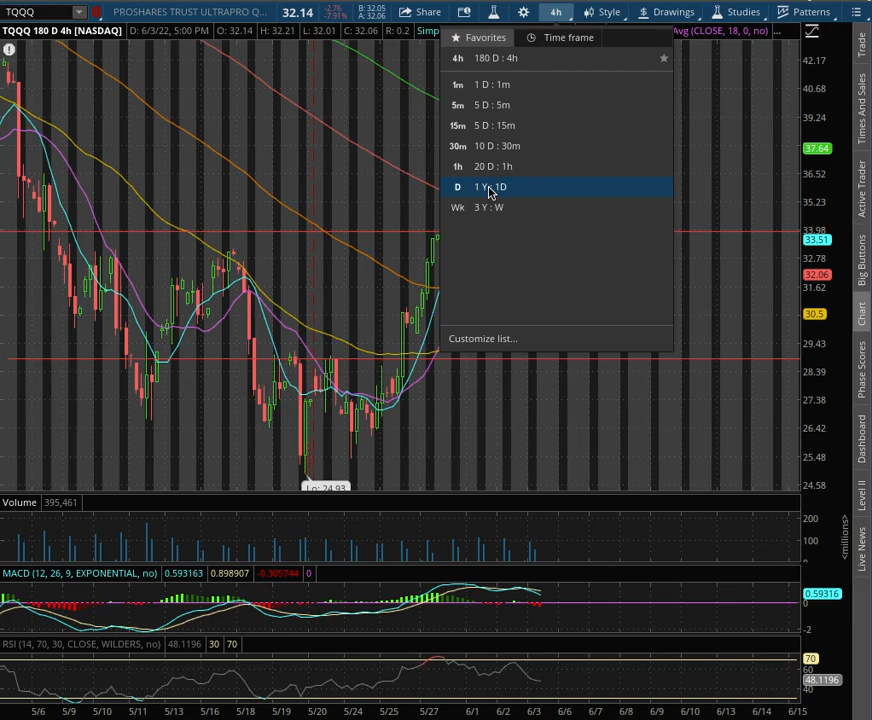 TQQQ PROSHARES TRUST ULTRAPRO Q... 32.14 -2.76 -7.91% B: 32.05 A: 32.06 Share 4h Style Drawings Studies Patterns
TQQQ 180 D 4h [NASDAQ] D: 6/3/22, 5:00 PM O: 32.14 H: 32.21 L: 32.01 C: 32.06 R: 0.2 Simp Avg (CLOSE, 18, 0, no) ...
Favorites Time frame
4h 180 D : 4h
1m 1 D : 1m
5m 5 D : 5m
15m 5 D : 15m
30m 10 D : 30m
1h 20 D : 1h
D 1 Y : 1D
Wk 3 Y : W
Customize list...
42.17
40.68
39.24
37.64
36.52
35.23
33.98
33.51
32.78
32.06
31.62
30.5
29.43
28.39
27.38
26.42
25.48
24.58
Lo: 24.93
Volume 395,461
200
100
<millions>
MACD (12, 26, 9, EXPONENTIAL, no) 0.593163 0.898907 -0.305744 0
0.59316
0
-2
RSI (14, 70, 30, CLOSE, WILDERS, no) 48.1196 30 70
70
60
48.1196
40
5/6 5/9 5/10 5/11 5/13 5/16 5/18 5/19 5/20 5/24 5/25 5/27 6/1 6/2 6/3 6/6 6/7 6/8 6/9 6/10 6/13 6/14 6/15
Trade
Times And Sales
Active Trader
Big Buttons
Chart
Phase Scores
Dashboard
Level II
Live News